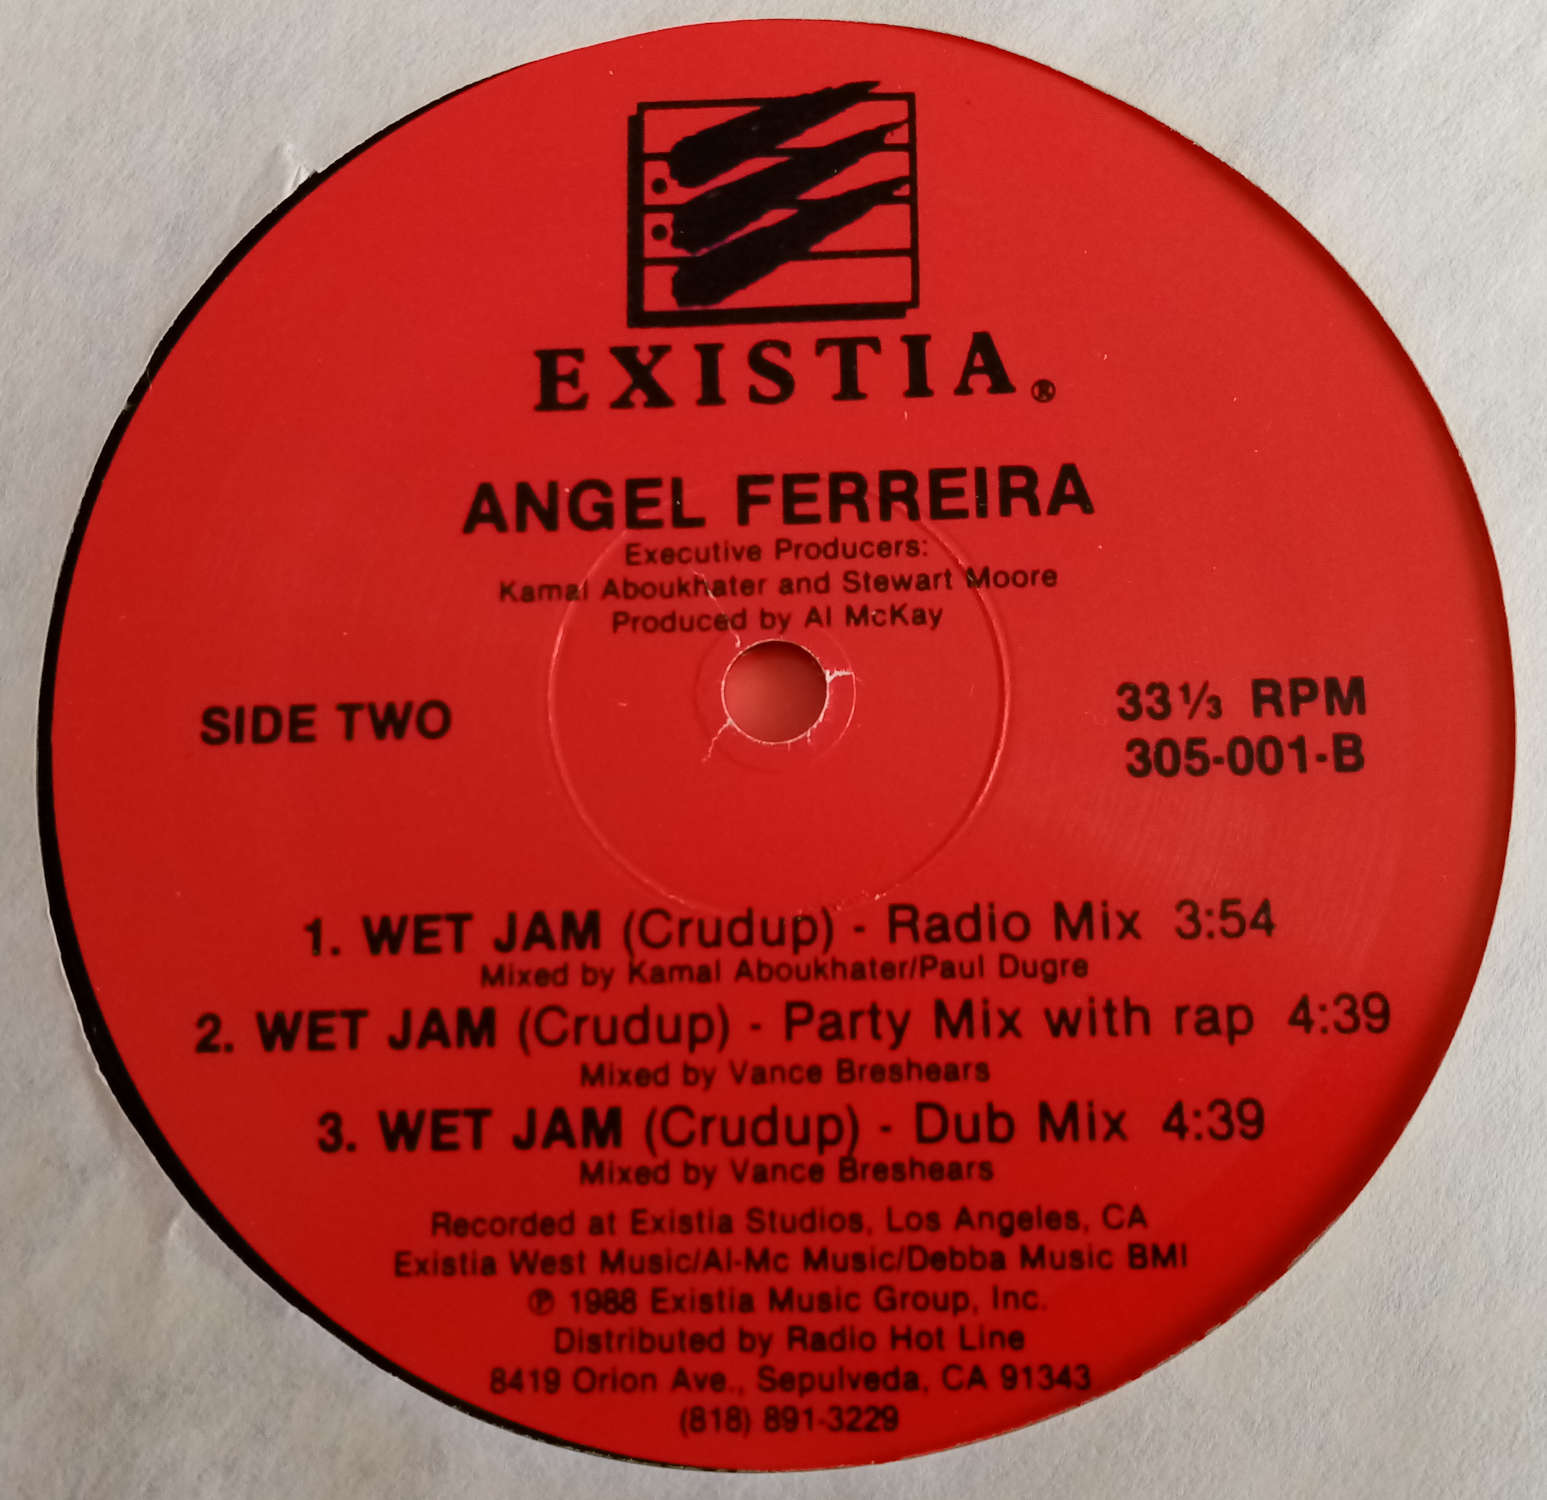 EXISTIA®
ANGEL FERREIRA
Executive Producers:
Kamal Aboukhater and Stewart Moore
Produced by Al McKay
SIDE TWO
33 1/3 RPM
305-001-B
1. WET JAM (Crudup) - Radio Mix 3:54
Mixed by Kamal Aboukhater/Paul Dugre
2. WET JAM (Crudup) - Party Mix with rap 4:39
Mixed by Vance Breshears
3. WET JAM (Crudup) - Dub Mix 4:39
Mixed by Vance Breshears
Recorded at Existia Studios, Los Angeles, CA
Existia West Music/Al-Mc Music/Debba Music BMI
℗ 1988 Existia Music Group, Inc.
Distributed by Radio Hot Line
8419 Orion Ave., Sepulveda, CA 91343
(818) 891-3229